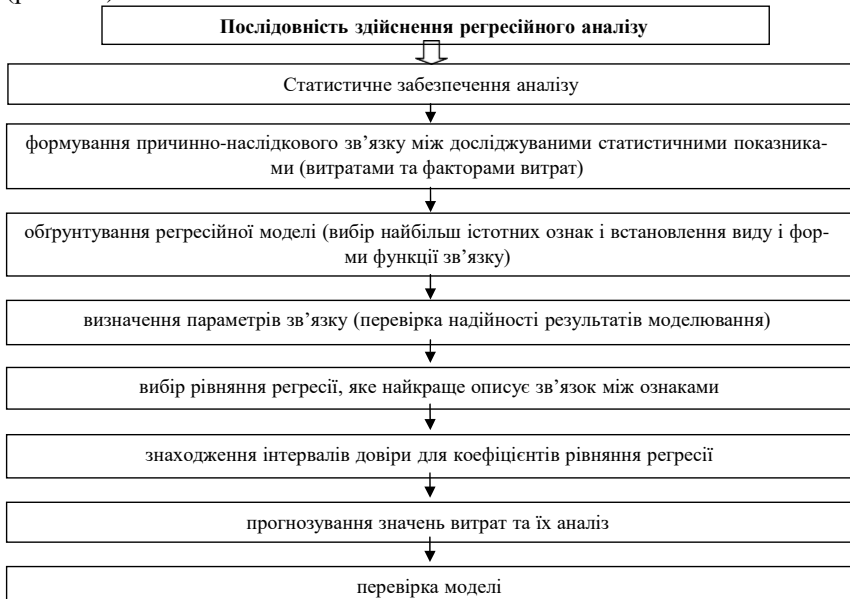 Послідовність здійснення регресійного аналізу
Статистичне забезпечення аналізу
формування причинно-наслідкового зв’язку між досліджуваними статистичними показника-
ми (витратами та факторами витрат)
обґрунтування регресійної моделі (вибір найбільш істотних ознак і встановлення виду і фор-
ми функції зв’язку)
визначення параметрів зв’язку (перевірка надійності результатів моделювання)
вибір рівняння регресії, яке найкраще описує зв’язок між ознаками
знаходження інтервалів довіри для коефіцієнтів рівняння регресії
прогнозування значень витрат та їх аналіз
перевірка моделі